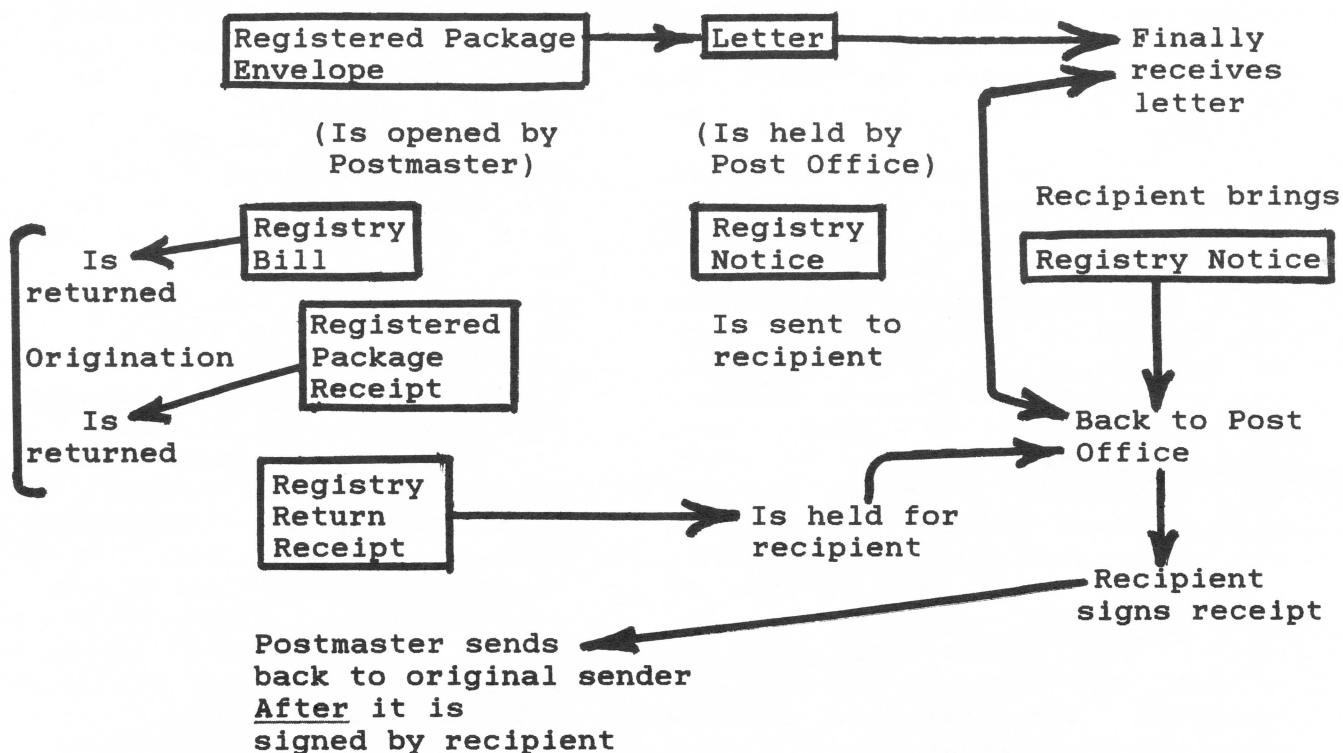 Registered Package
Envelope
Letter
Finally
receives
letter
(Is opened by
Postmaster)
(Is held by
Post Office)
Recipient brings
Registry
Bill
Registry
Notice
Registry Notice
Is
returned
Registered
Package
Receipt
Is sent to
recipient
Origination
Is
returned
Back to Post
Office
Registry
Return
Receipt
Is held for
recipient
Recipient
signs receipt
Postmaster sends
back to original sender
After it is
signed by recipient